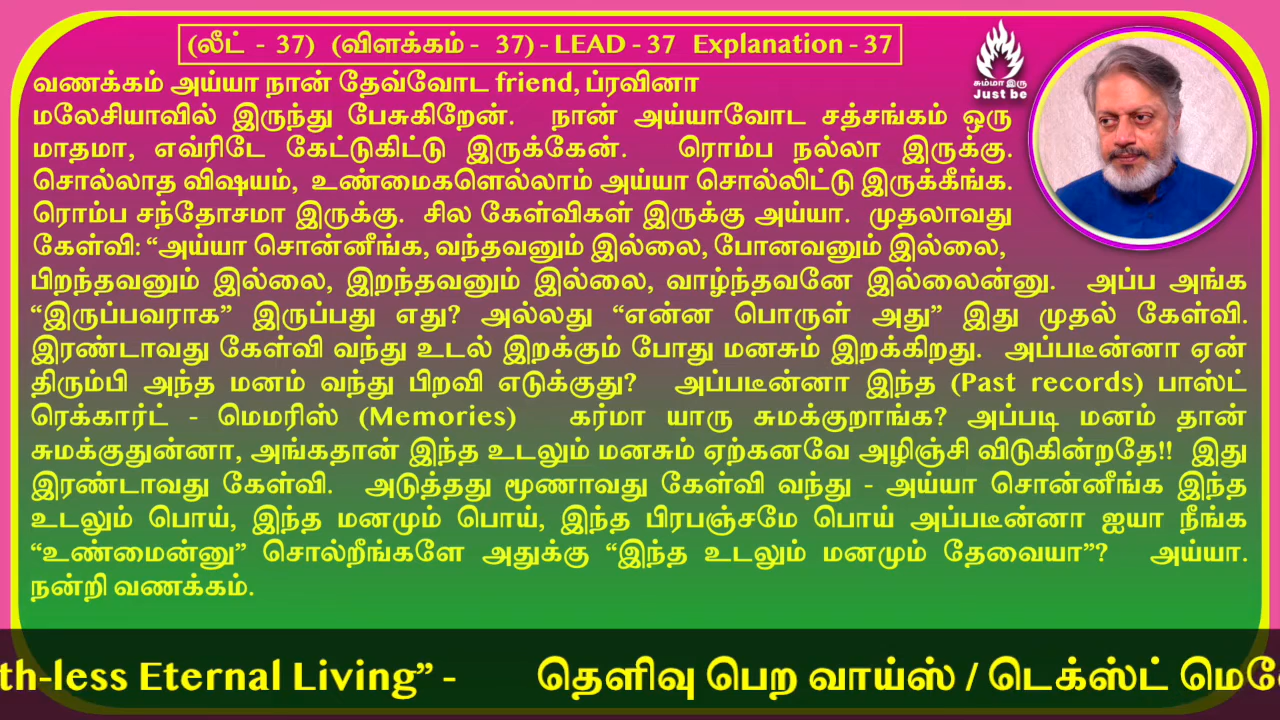 (லீட் - 37) (விளக்கம் - 37) - LEAD - 37 Explanation - 37
சும்மா இரு
Just be
வணக்கம் அய்யா நான் தேவ்வோட friend, ப்ரவினா
மலேசியாவில் இருந்து பேசுகிறேன். நான் அய்யாவோட சத்சங்கம் ஒரு
மாதமா, எவ்ரிடே கேட்டுகிட்டு இருக்கேன். ரொம்ப நல்லா இருக்கு.
சொல்லாத விஷயம், உண்மைகளெல்லாம் அய்யா சொல்லிட்டு இருக்கீங்க.
ரொம்ப சந்தோசமா இருக்கு. சில கேள்விகள் இருக்கு அய்யா. முதலாவது
கேள்வி: “அய்யா சொன்னீங்க, வந்தவனும் இல்லை, போனவனும் இல்லை,
பிறந்தவனும் இல்லை, இறந்தவனும் இல்லை, வாழ்ந்தவனே இல்லைன்னு. அப்ப அங்க
“இருப்பவராக” இருப்பது எது? அல்லது “என்ன பொருள் அது” இது முதல் கேள்வி.
இரண்டாவது கேள்வி வந்து உடல் இறக்கும் போது மனசும் இறக்கிறது. அப்படீன்னா ஏன்
திரும்பி அந்த மனம் வந்து பிறவி எடுக்குது? அப்படீன்னா இந்த (Past records) பாஸ்ட்
ரெக்கார்ட் - மெமரிஸ் (Memories) கர்மா யாரு சுமக்குறாங்க? அப்படி மனம் தான்
சுமக்குதுன்னா, அங்கதான் இந்த உடலும் மனசும் ஏற்கனவே அழிஞ்சி விடுகின்றதே!! இது
இரண்டாவது கேள்வி. அடுத்தது மூணாவது கேள்வி வந்து - அய்யா சொன்னீங்க இந்த
உடலும் பொய், இந்த மனமும் பொய், இந்த பிரபஞ்சமே பொய் அப்படீன்னா ஐயா நீங்க
“உண்மைன்னு” சொல்றீங்களே அதுக்கு “இந்த உடலும் மனமும் தேவையா”? அய்யா.
நன்றி வணக்கம்.
th-less Eternal Living” - தெளிவு பெற வாய்ஸ் / டெக்ஸ்ட்